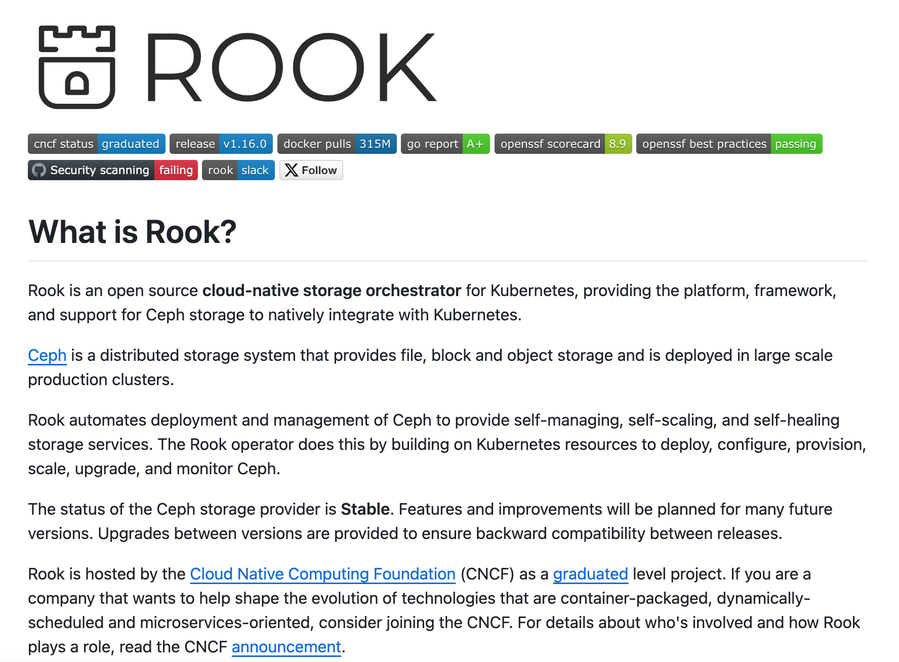 ROOK
cncf status graduated release v1.16.0 docker pulls 315M go report A+ openssf scorecard 8.9 openssf best practices passing
Security scanning failing rook slack X Follow
What is Rook?
Rook is an open source cloud-native storage orchestrator for Kubernetes, providing the platform, framework,
and support for Ceph storage to natively integrate with Kubernetes.
Ceph is a distributed storage system that provides file, block and object storage and is deployed in large scale
production clusters.
Rook automates deployment and management of Ceph to provide self-managing, self-scaling, and self-healing
storage services. The Rook operator does this by building on Kubernetes resources to deploy, configure, provision,
scale, upgrade, and monitor Ceph.
The status of the Ceph storage provider is Stable. Features and improvements will be planned for many future
versions. Upgrades between versions are provided to ensure backward compatibility between releases.
Rook is hosted by the Cloud Native Computing Foundation (CNCF) as a graduated level project. If you are a
company that wants to help shape the evolution of technologies that are container-packaged, dynamically-
scheduled and microservices-oriented, consider joining the CNCF. For details about who's involved and how Rook
plays a role, read the CNCF announcement.